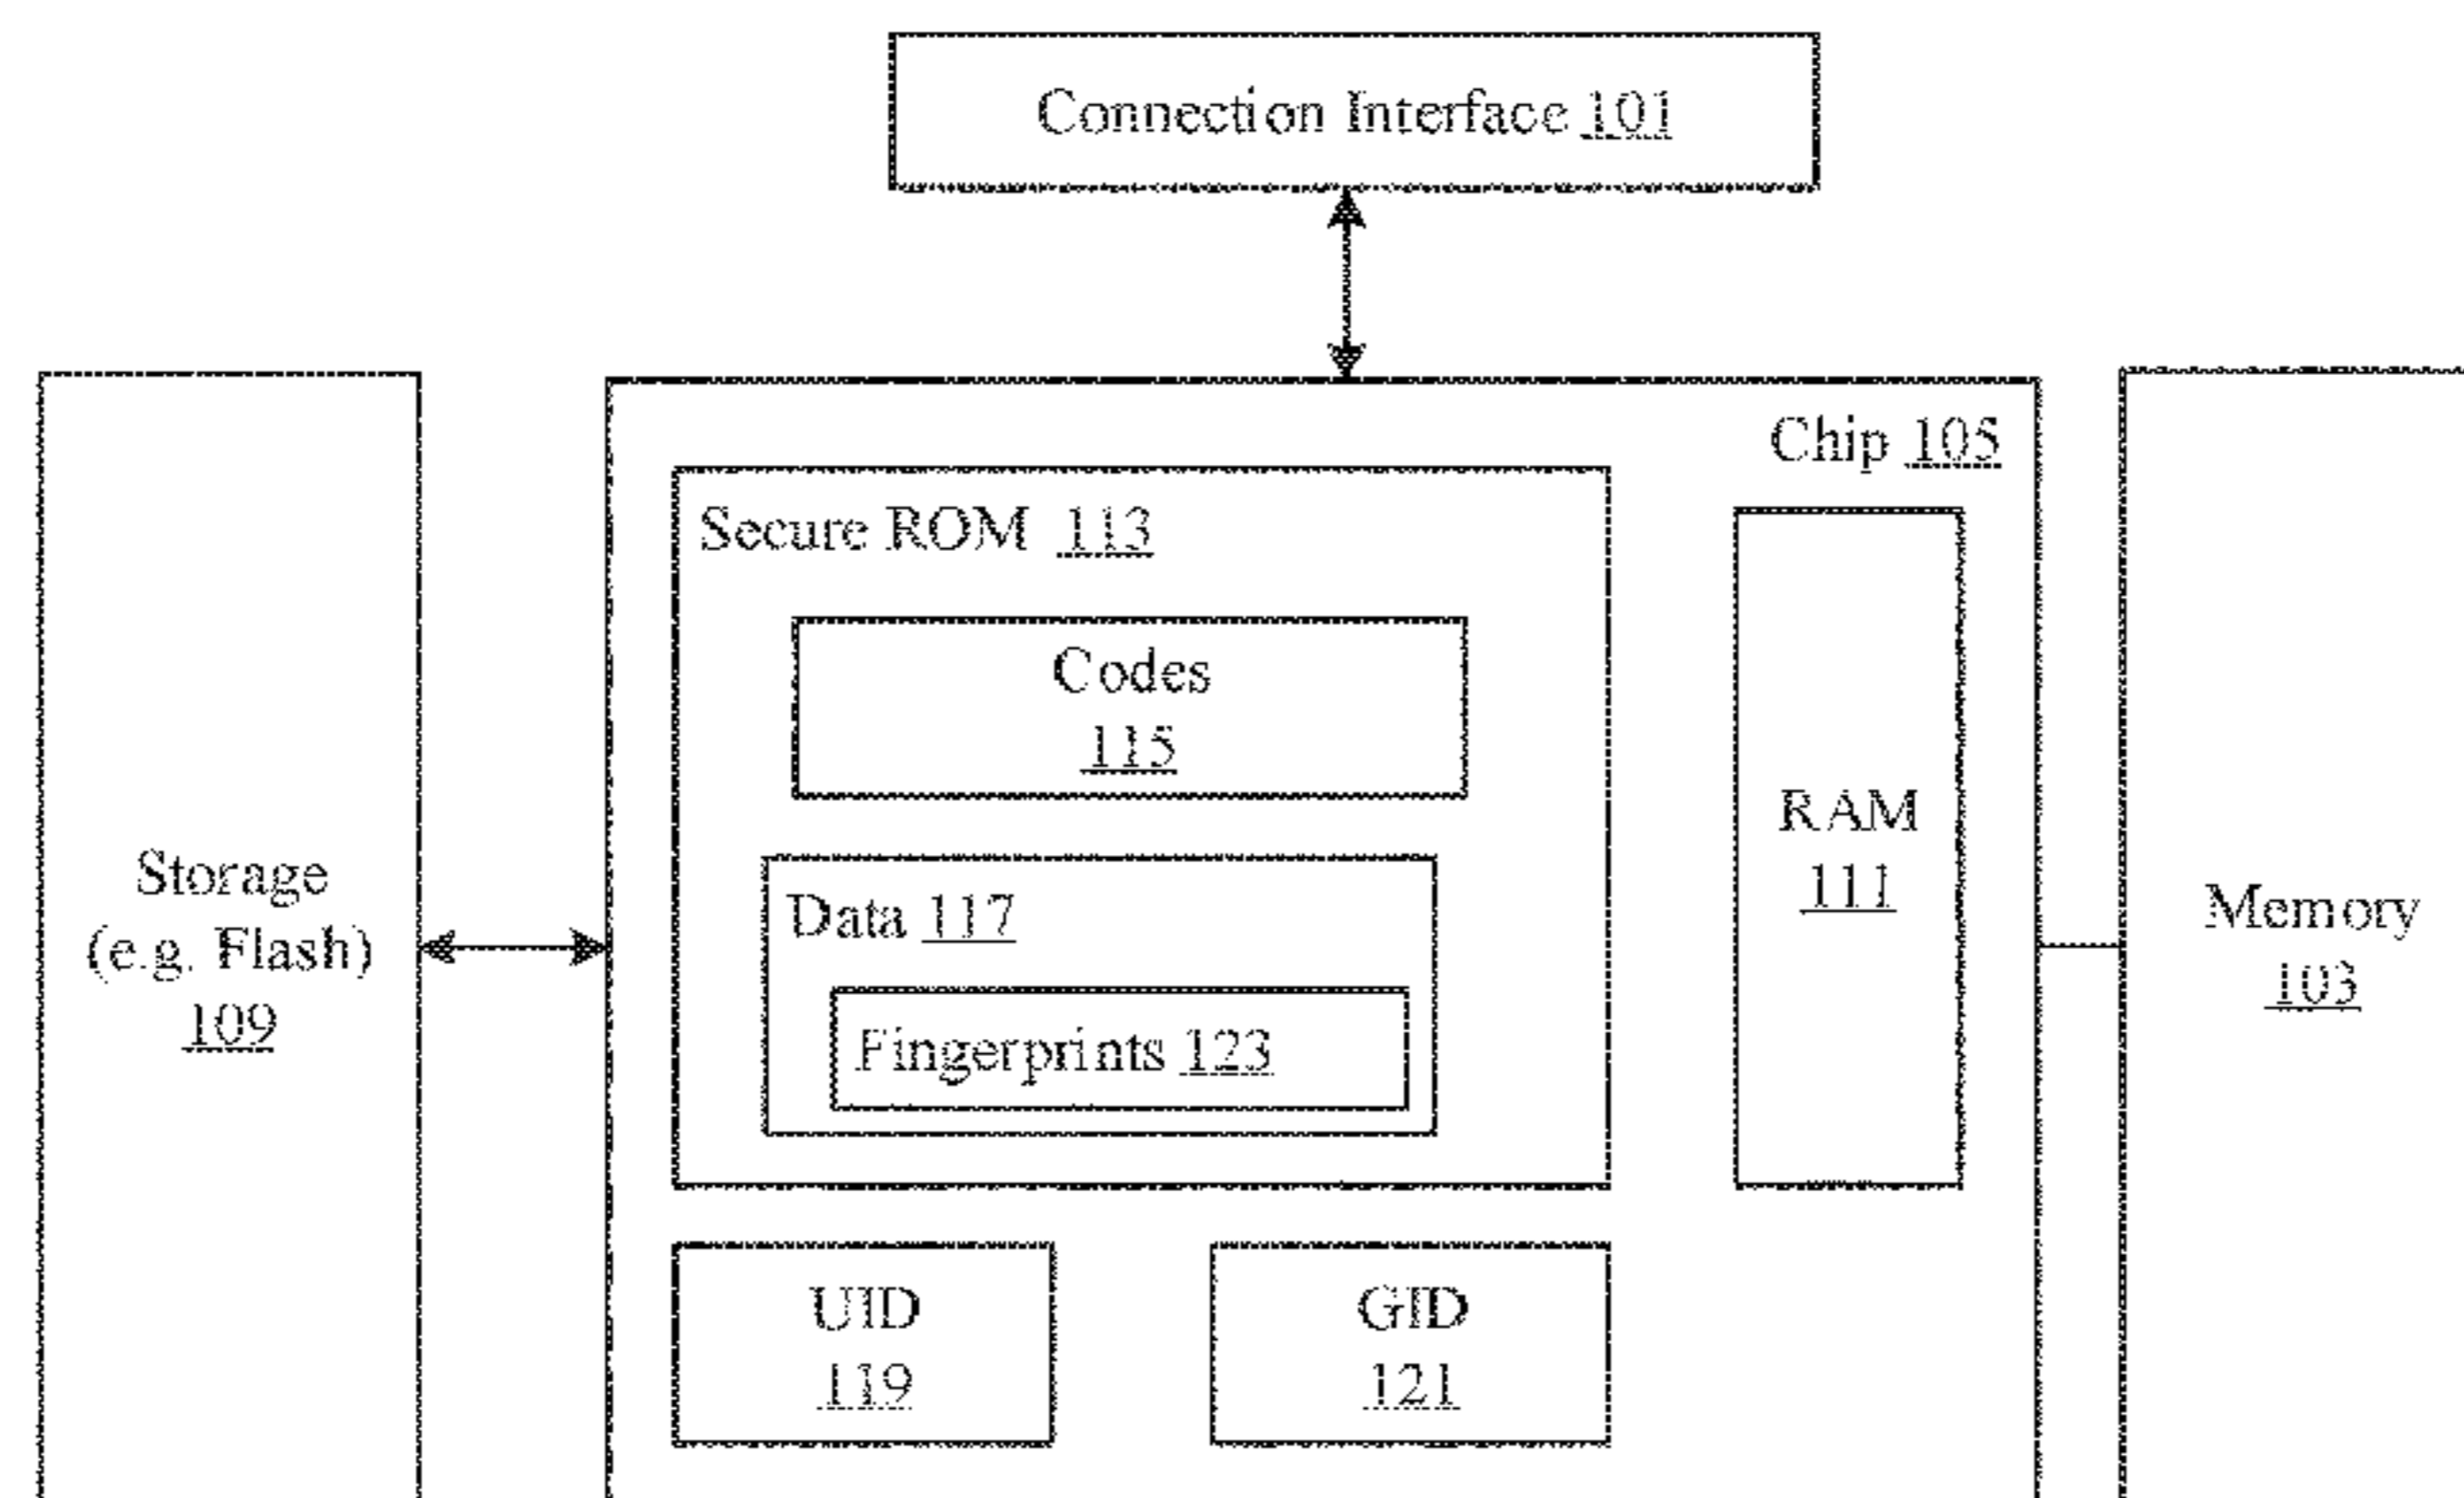 Connection Interface 101
Chip 105
Secure ROM 113
Codes
115
Data 117
Fingerprints 123
RAM
111
Storage
(e.g. Flash)
109
Memory
103
UID
119
GID
121